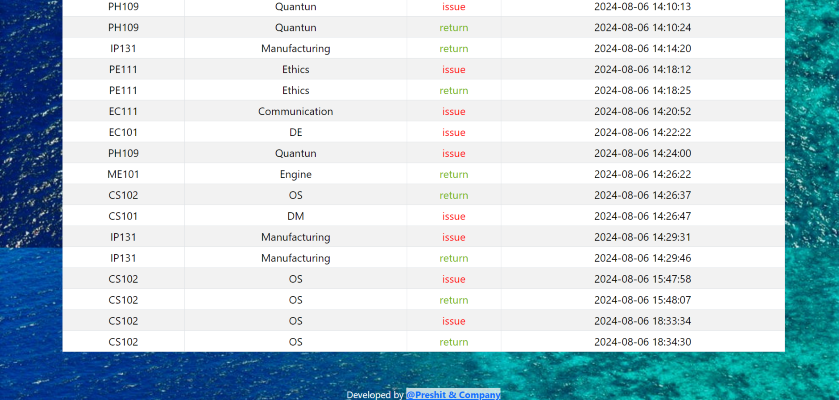 PH109 Quantun issue 2024-08-06 14:10:13
PH109 Quantun return 2024-08-06 14:10:24
IP131 Manufacturing return 2024-08-06 14:14:20
PE111 Ethics issue 2024-08-06 14:18:12
PE111 Ethics return 2024-08-06 14:18:25
EC111 Communication issue 2024-08-06 14:20:52
EC101 DE issue 2024-08-06 14:22:22
PH109 Quantun issue 2024-08-06 14:24:00
ME101 Engine return 2024-08-06 14:26:22
CS102 OS return 2024-08-06 14:26:37
CS101 DM issue 2024-08-06 14:26:47
IP131 Manufacturing issue 2024-08-06 14:29:31
IP131 Manufacturing return 2024-08-06 14:29:46
CS102 OS issue 2024-08-06 15:47:58
CS102 OS return 2024-08-06 15:48:07
CS102 OS issue 2024-08-06 18:33:34
CS102 OS return 2024-08-06 18:34:30
Developed by @Preshit & Company